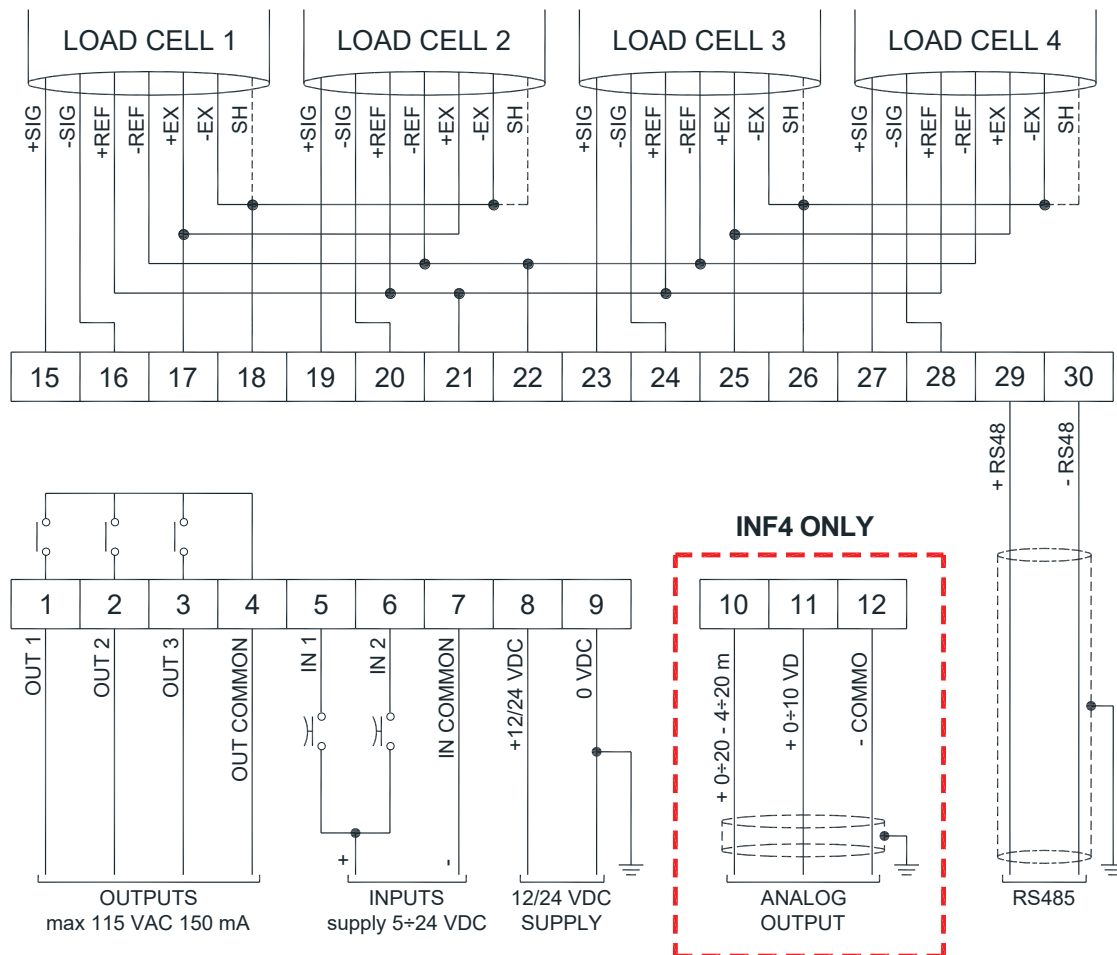 LOAD CELL 1
LOAD CELL 2
LOAD CELL 3
LOAD CELL 4
+SIG
-SIG
+REF
-REF
+EX
-EX
SH
+SIG
-SIG
+REF
-REF
+EX
-EX
SH
+SIG
-SIG
+REF
-REF
+EX
-EX
SH
+SIG
-SIG
+REF
-REF
+EX
-EX
SH
15 16 17 18 19 20 21 22 23 24 25 26 27 28 29 30
+ RS48
- RS48
INF4 ONLY
1 2 3 4 5 6 7 8 9
10 11 12
OUT 1
OUT 2
OUT 3
OUT COMMON
IN 1
IN 2
IN COMMON
+12/24 VDC
0 VDC
+ 0÷20 - 4÷20 m
+ 0÷10 VD
- COMMO
+
-
OUTPUTS
max 115 VAC 150 mA
INPUTS
supply 5÷24 VDC
12/24 VDC
SUPPLY
ANALOG
OUTPUT
RS485